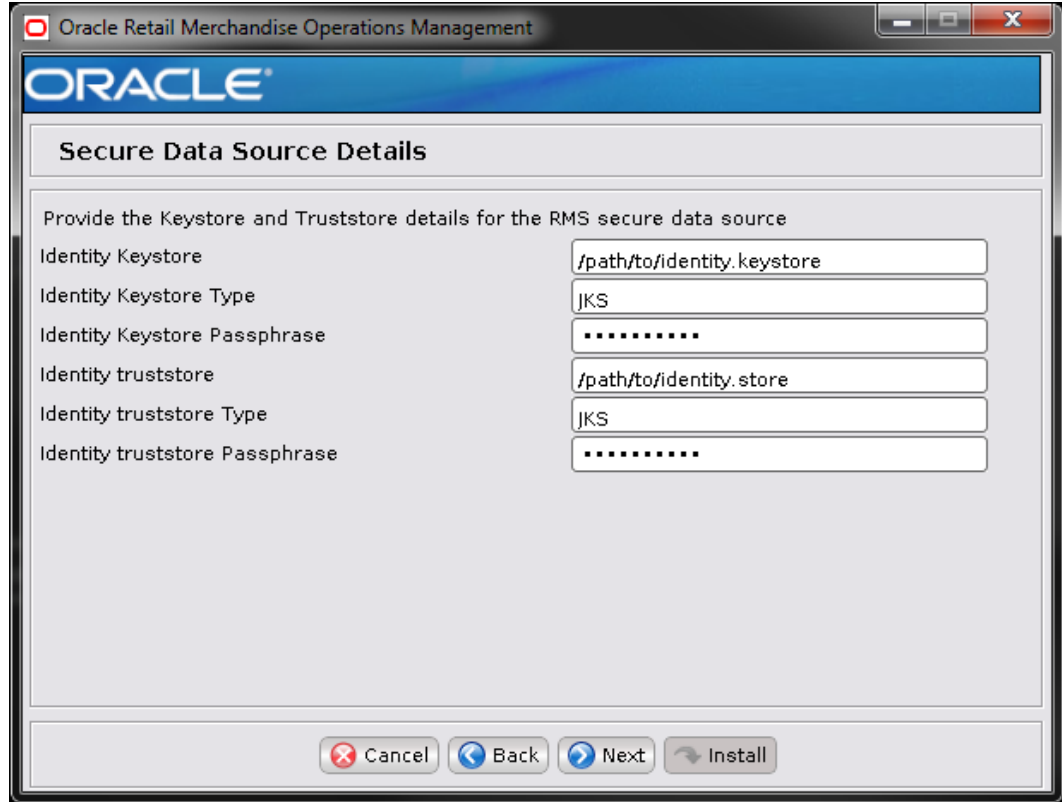 Oracle Retail Merchandise Operations Management
ORACLE®
Secure Data Source Details
Provide the Keystore and Truststore details for the RMS secure data source
Identity Keystore /path/to/identity.keystore
Identity Keystore Type JKS
Identity Keystore Passphrase ••••••••••
Identity truststore /path/to/identity.store
Identity truststore Type JKS
Identity truststore Passphrase ••••••••••
Cancel Back Next Install